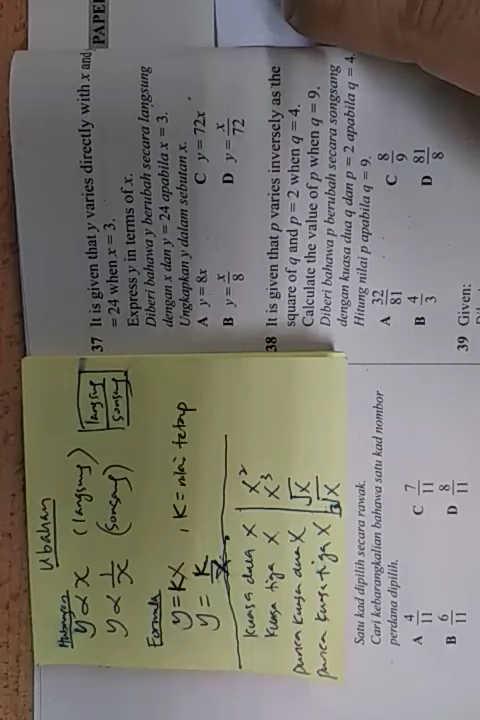 Ubahan
Hubungan
y ∝ x (langsung)
y ∝ 1/x (songsang)
langsung
songsang
Formula
y = kx , k = nilai tetap
y = k/x
kuasa dua x | x²
kuasa tiga x | x³
punca kuasa dua x | √x
punca kuasa tiga x | ³√x
Satu kad dipilih secara rawak.
Cari kebarangkalian bahawa satu kad nombor
perdana dipilih.
A 4/11 C 7/11
B 6/11 D 8/11
PAPE
37 It is given that y varies directly with x and
= 24 when x = 3.
Express y in terms of x.
Diberi bahawa y berubah secara langsung
dengan x dan y = 24 apabila x = 3.
Ungkapkan y dalam sebutan x.
A y = 8x C y = 72x
B y = x/8 D y = x/72
38 It is given that p varies inversely as the
square of q and p = 2 when q = 4.
Calculate the value of p when q = 9.
Diberi bahawa p berubah secara songsang
dengan kuasa dua q dan p = 2 apabila q = 4.
Hitung nilai p apabila q = 9.
A 32/81 C 8/9
B 4/3 D 81/8
39 Given: